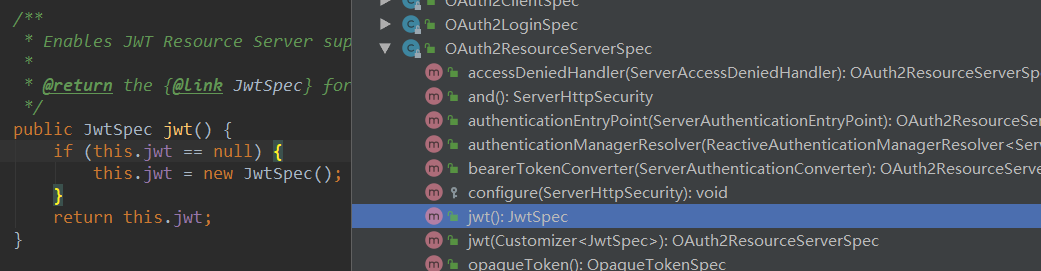 /**
* Enables JWT Resource Server sup
*
* @return the {@link JwtSpec} for
*/
public JwtSpec jwt() {
if (this.jwt == null) {
this.jwt = new JwtSpec();
}
return this.jwt;
}
OAuth2ClientSpec
OAuth2LoginSpec
OAuth2ResourceServerSpec
accessDeniedHandler(ServerAccessDeniedHandler): OAuth2ResourceServerSpe
and(): ServerHttpSecurity
authenticationEntryPoint(ServerAuthenticationEntryPoint): OAuth2ResourceServ
authenticationManagerResolver(ReactiveAuthenticationManagerResolver<Serv
bearerTokenConverter(ServerAuthenticationConverter): OAuth2ResourceServe
configure(ServerHttpSecurity): void
jwt(): JwtSpec
jwt(Customizer<JwtSpec>): OAuth2ResourceServerSpec
opaqueToken(): OpaqueTokenSpec